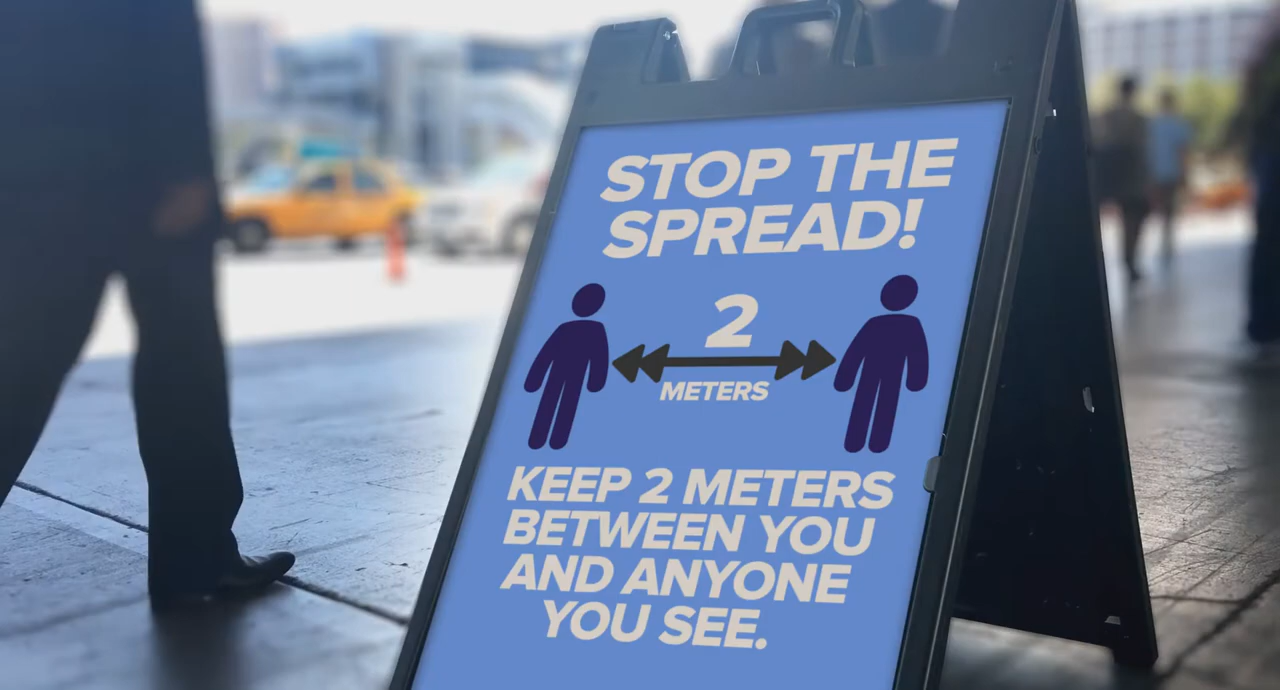 STOP THE
SPREAD!
2
METERS
KEEP 2 METERS
BETWEEN YOU
AND ANYONE
YOU SEE.